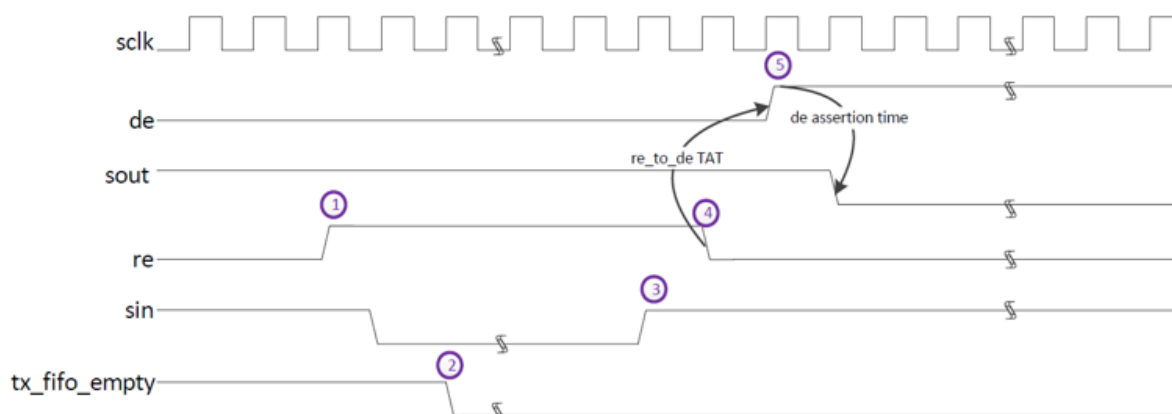 sclk
5
de
de assertion time
re_to_de TAT
sout
1
4
re
3
sin
2
tx_fifo_empty